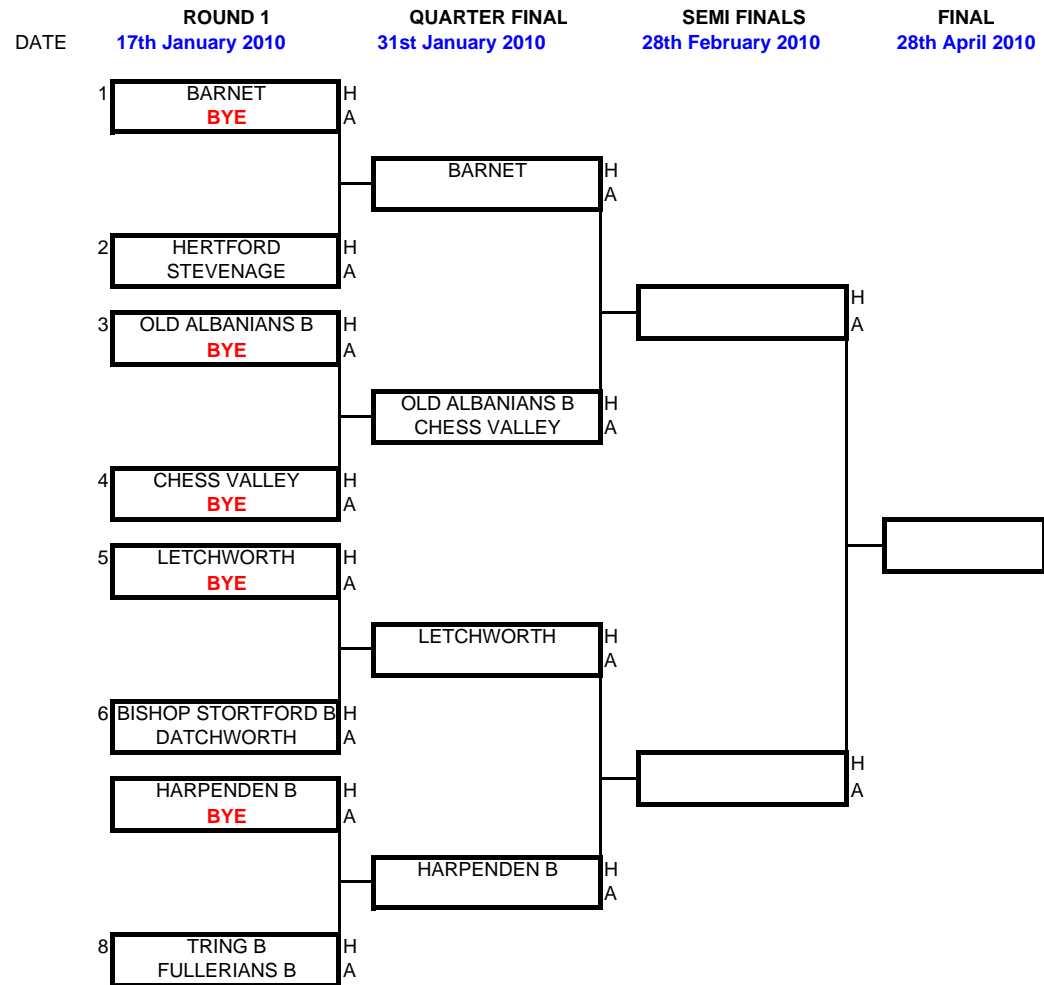 ROUND 1 QUARTER FINAL SEMI FINALS FINAL
DATE 17th January 2010 31st January 2010 28th February 2010 28th April 2010
1 BARNET H
BYE A
BARNET H
A
2 HERTFORD H
STEVENAGE A
H
A
3 OLD ALBANIANS B H
BYE A
OLD ALBANIANS B H
CHESS VALLEY A
4 CHESS VALLEY H
BYE A
5 LETCHWORTH H
BYE A
LETCHWORTH H
A
6 BISHOP STORTFORD B H
DATCHWORTH A
H
A
HARPENDEN B H
BYE A
HARPENDEN B H
A
8 TRING B H
FULLERIANS B A